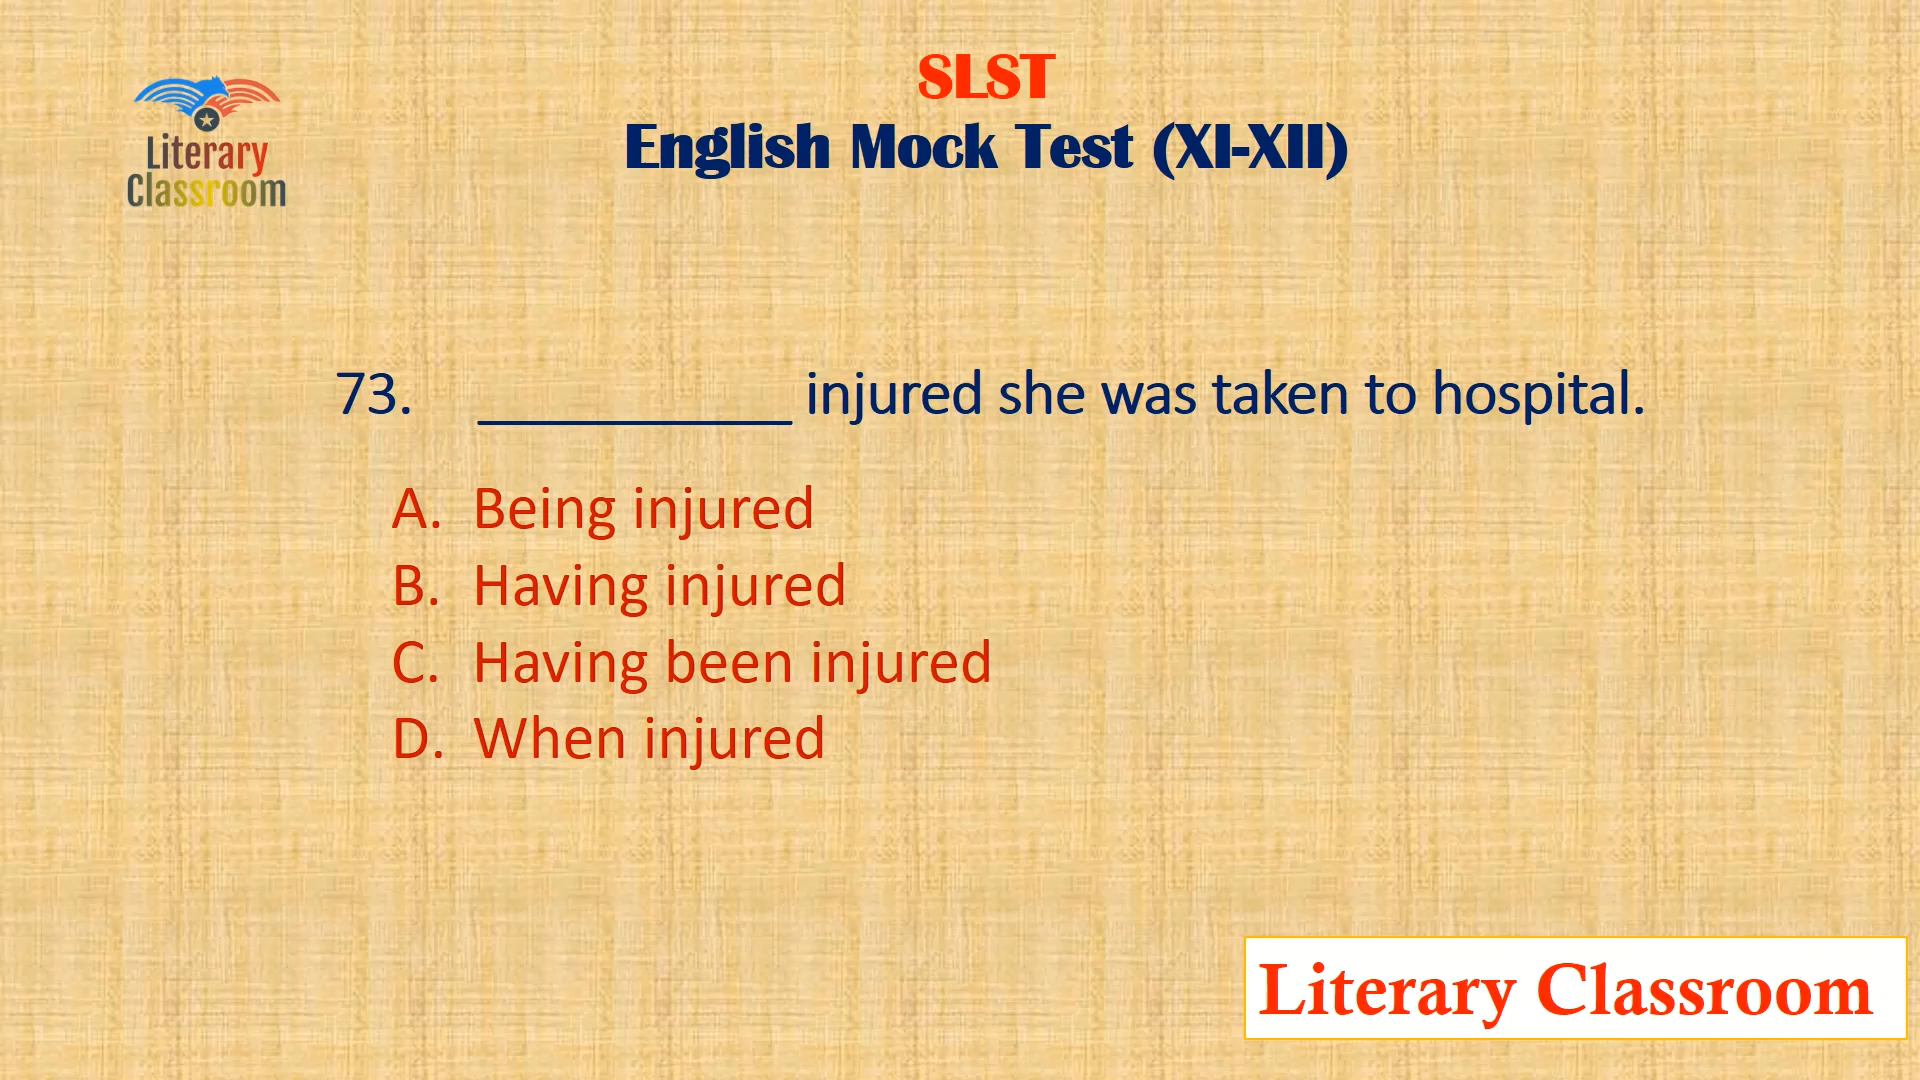 SLST
English Mock Test (XI-XII)
Literary
Classroom
73. ___________ injured she was taken to hospital.
A. Being injured
B. Having injured
C. Having been injured
D. When injured
Literary Classroom